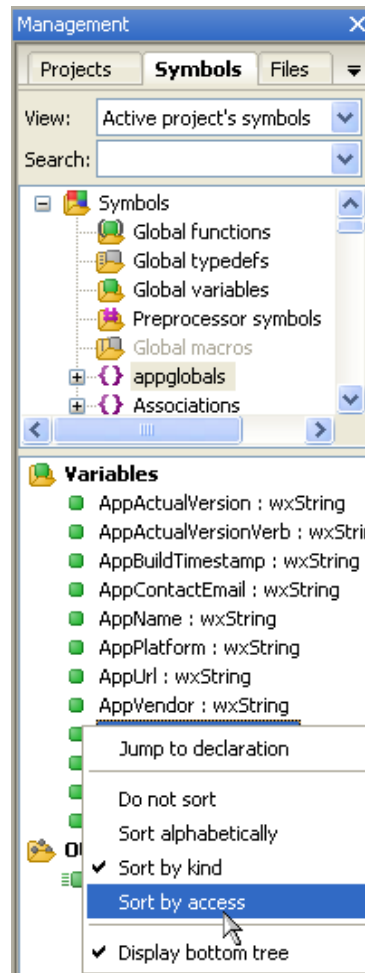 Management
Projects Symbols Files
View: Active project's symbols
Search:
Symbols
Global functions
Global typedefs
Global variables
Preprocessor symbols
Global macros
appglobals
Associations
Variables
AppActualVersion : wxString
AppActualVersionVerb : wxStri
AppBuildTimestamp : wxString
AppContactEmail : wxString
AppName : wxString
AppPlatform : wxString
AppUrl : wxString
AppVendor : wxString
Jump to declaration
Do not sort
Sort alphabetically
Sort by kind
Sort by access
Display bottom tree